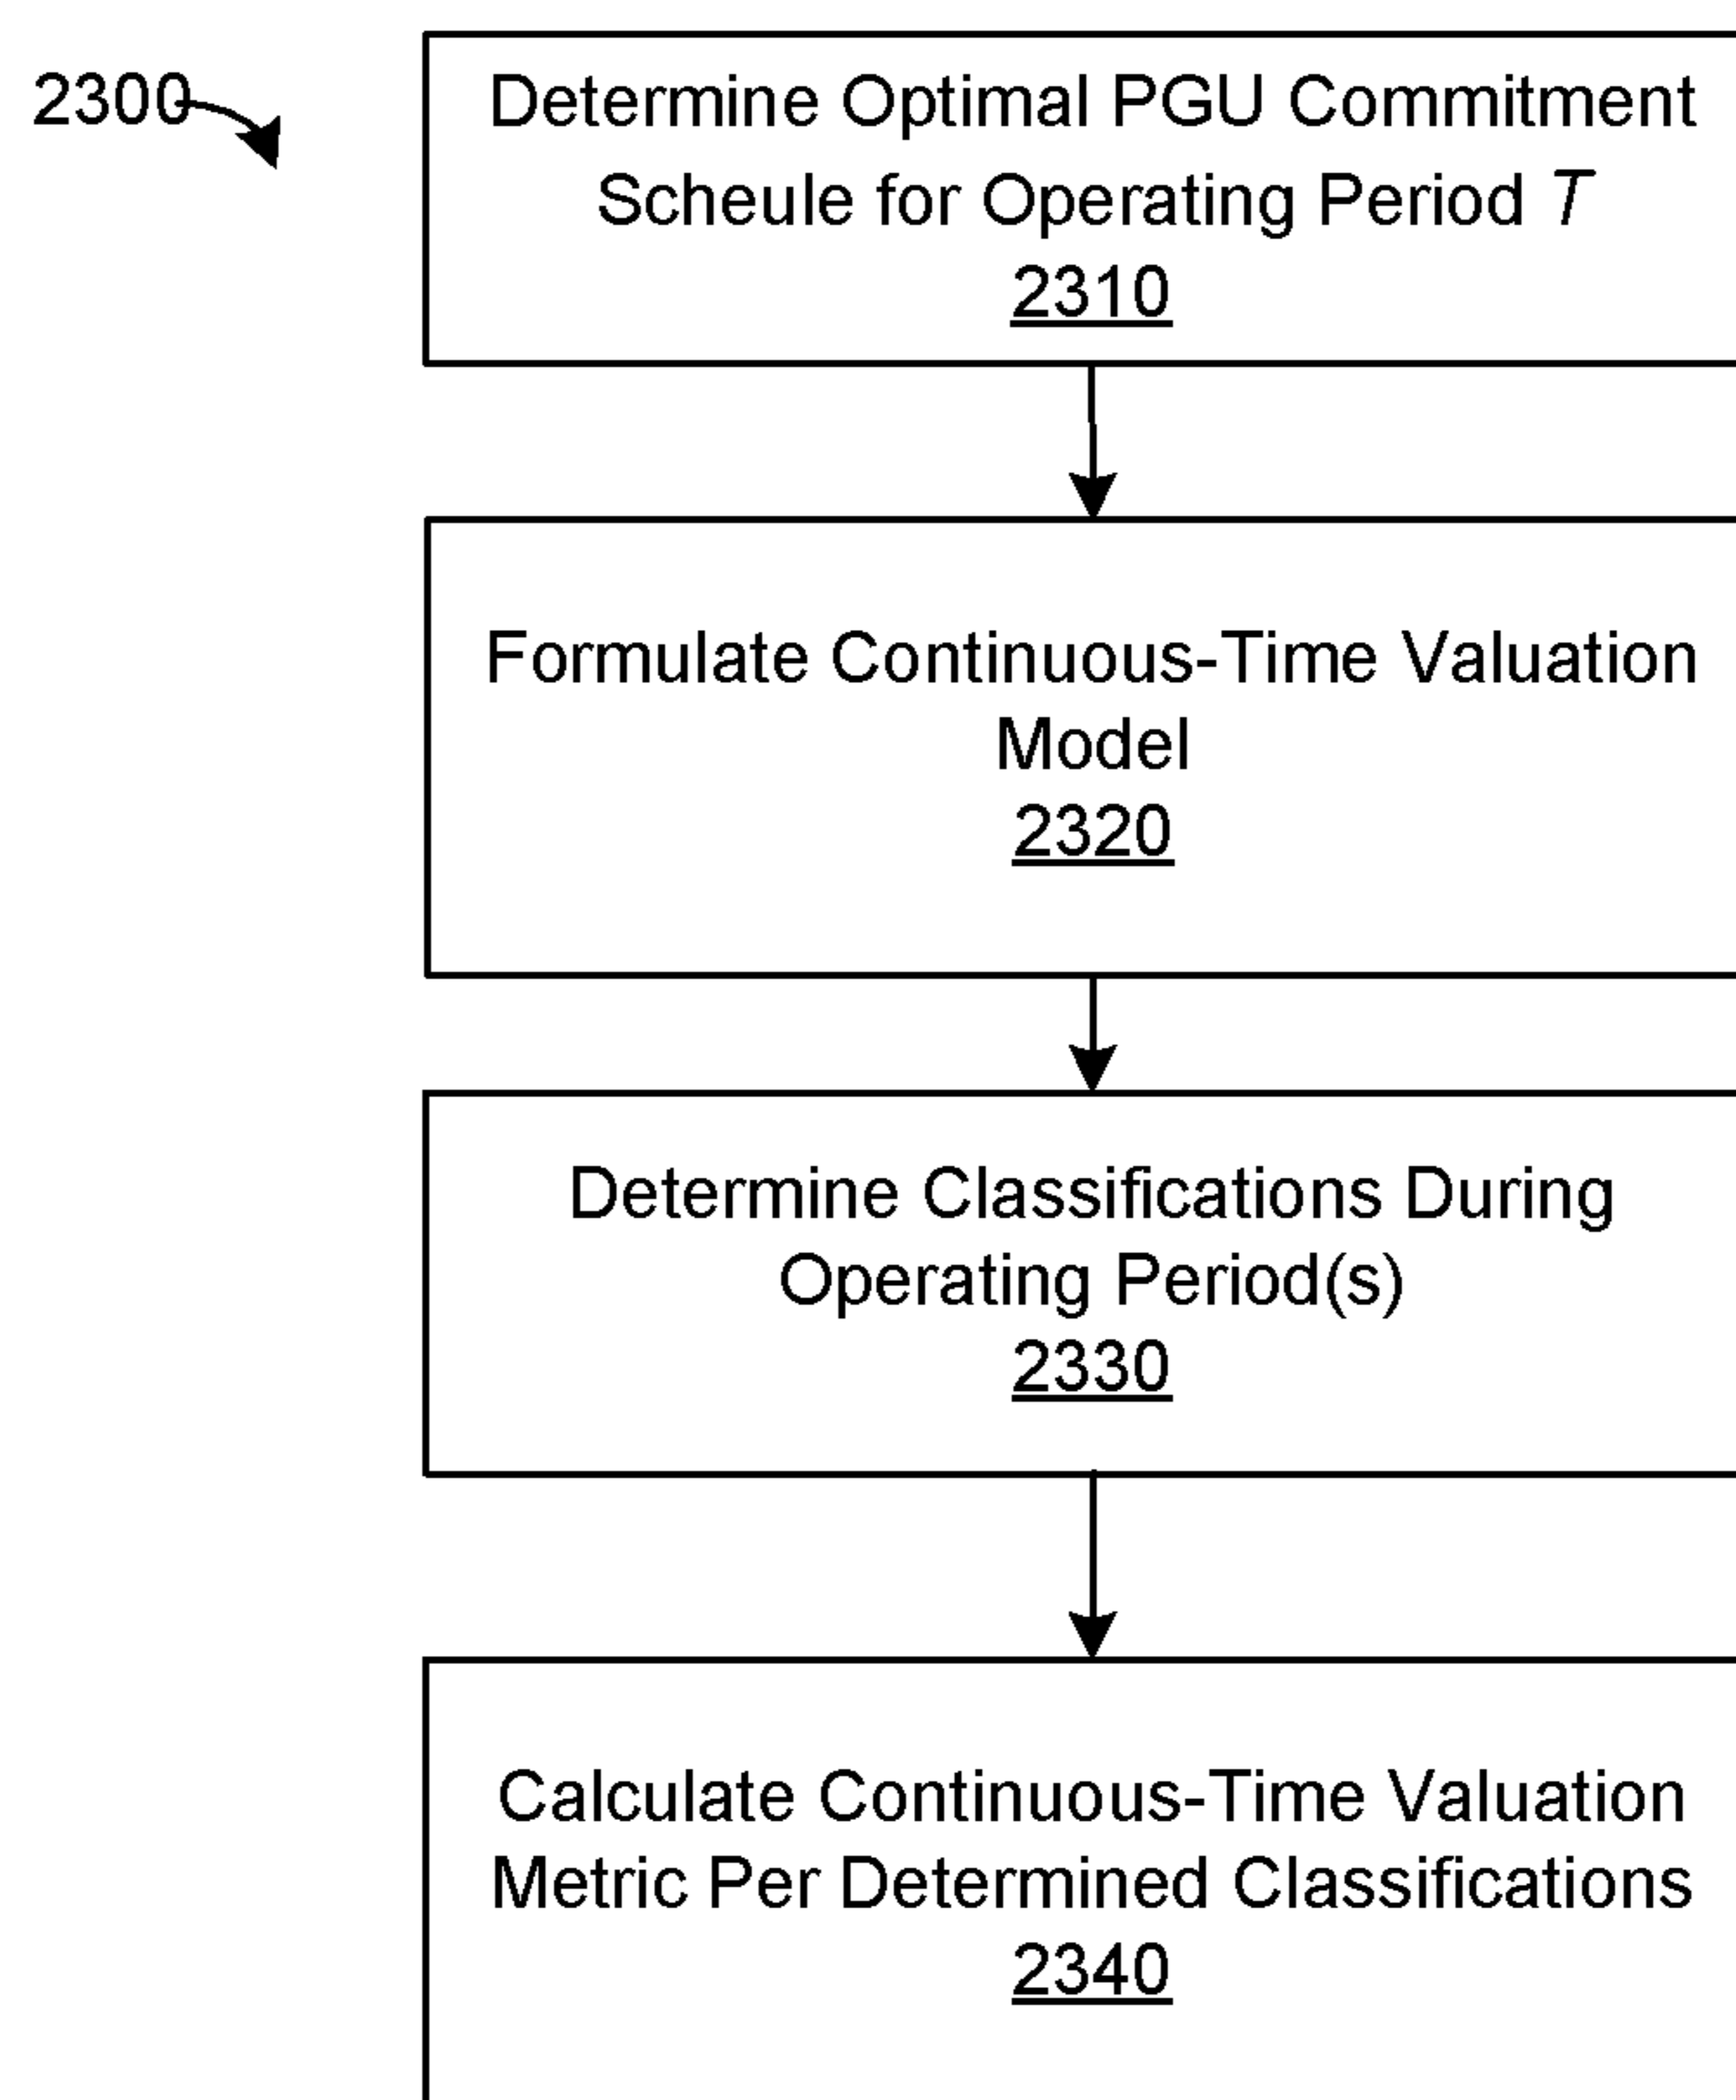 2300
Determine Optimal PGU Commitment
Scheule for Operating Period T
2310
Formulate Continuous-Time Valuation
Model
2320
Determine Classifications During
Operating Period(s)
2330
Calculate Continuous-Time Valuation
Metric Per Determined Classifications
2340